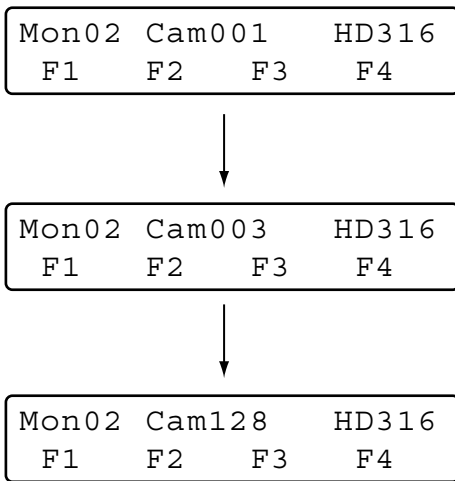 Mon02 Cam001 HD316
F1 F2 F3 F4
Mon02 Cam003 HD316
F1 F2 F3 F4
Mon02 Cam128 HD316
F1 F2 F3 F4